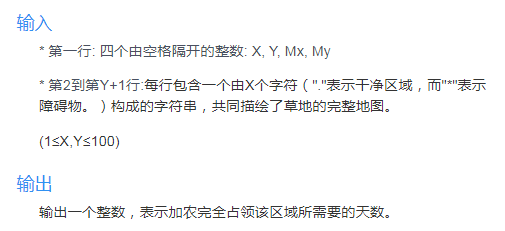 输入
* 第一行: 四个由空格隔开的整数: X, Y, Mx, My
* 第2到第Y+1行:每行包含一个由X个字符（"."表示干净区域，而"*"表示
障碍物。）构成的字符串，共同描绘了草地的完整地图。
(1≤X,Y≤100)
输出
输出一个整数，表示加农完全占领该区域所需要的天数。